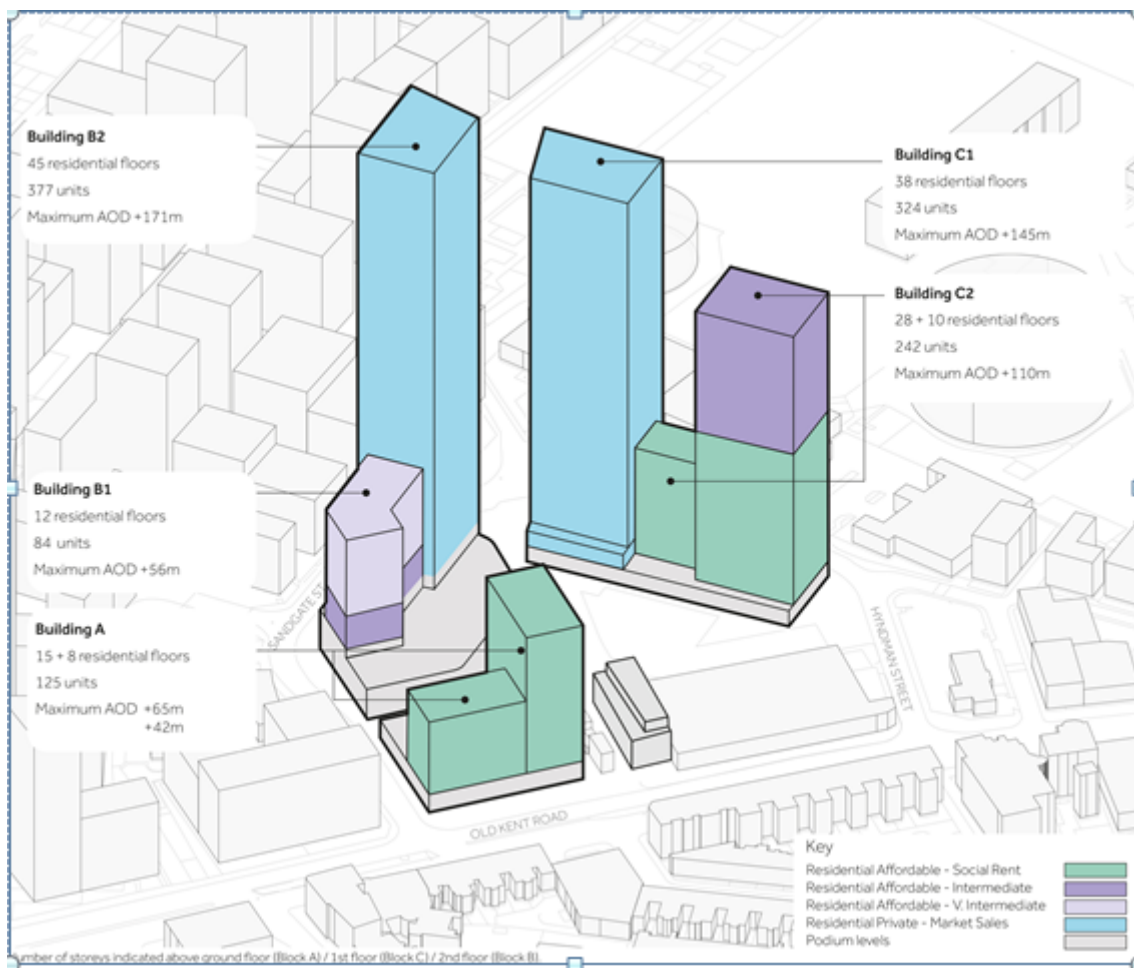 Building B2
45 residential floors
377 units
Maximum AOD +171m
Building C1
38 residential floors
324 units
Maximum AOD +145m
Building C2
28 + 10 residential floors
242 units
Maximum AOD +110m
Building B1
12 residential floors
84 units
Maximum AOD +56m
SANDGATE ST
Building A
15 + 8 residential floors
125 units
Maximum AOD +65m
+42m
HYNDMAN STREET
OLD KENT ROAD
Key
Residential Affordable - Social Rent
Residential Affordable - Intermediate
Residential Affordable - V. Intermediate
Residential Private - Market Sales
Podium levels
umber of storeys indicated above ground floor (Block A) / 1st floor (Block C) / 2nd floor (Block B).